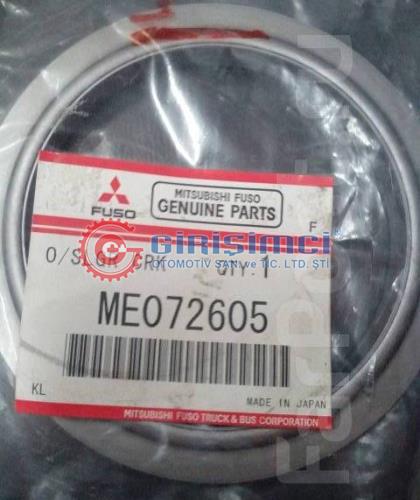 FUSO
MITSUBISHI FUSO
GENUINE PARTS
F
GİRİŞİMCİ
OTOMOTİV SAN.ve TİC. LTD. ŞTİ
QTY: 1
ME072605
KL
MADE IN JAPAN
MITSUBISHI FUSO TRUCK & BUS CORPORATION